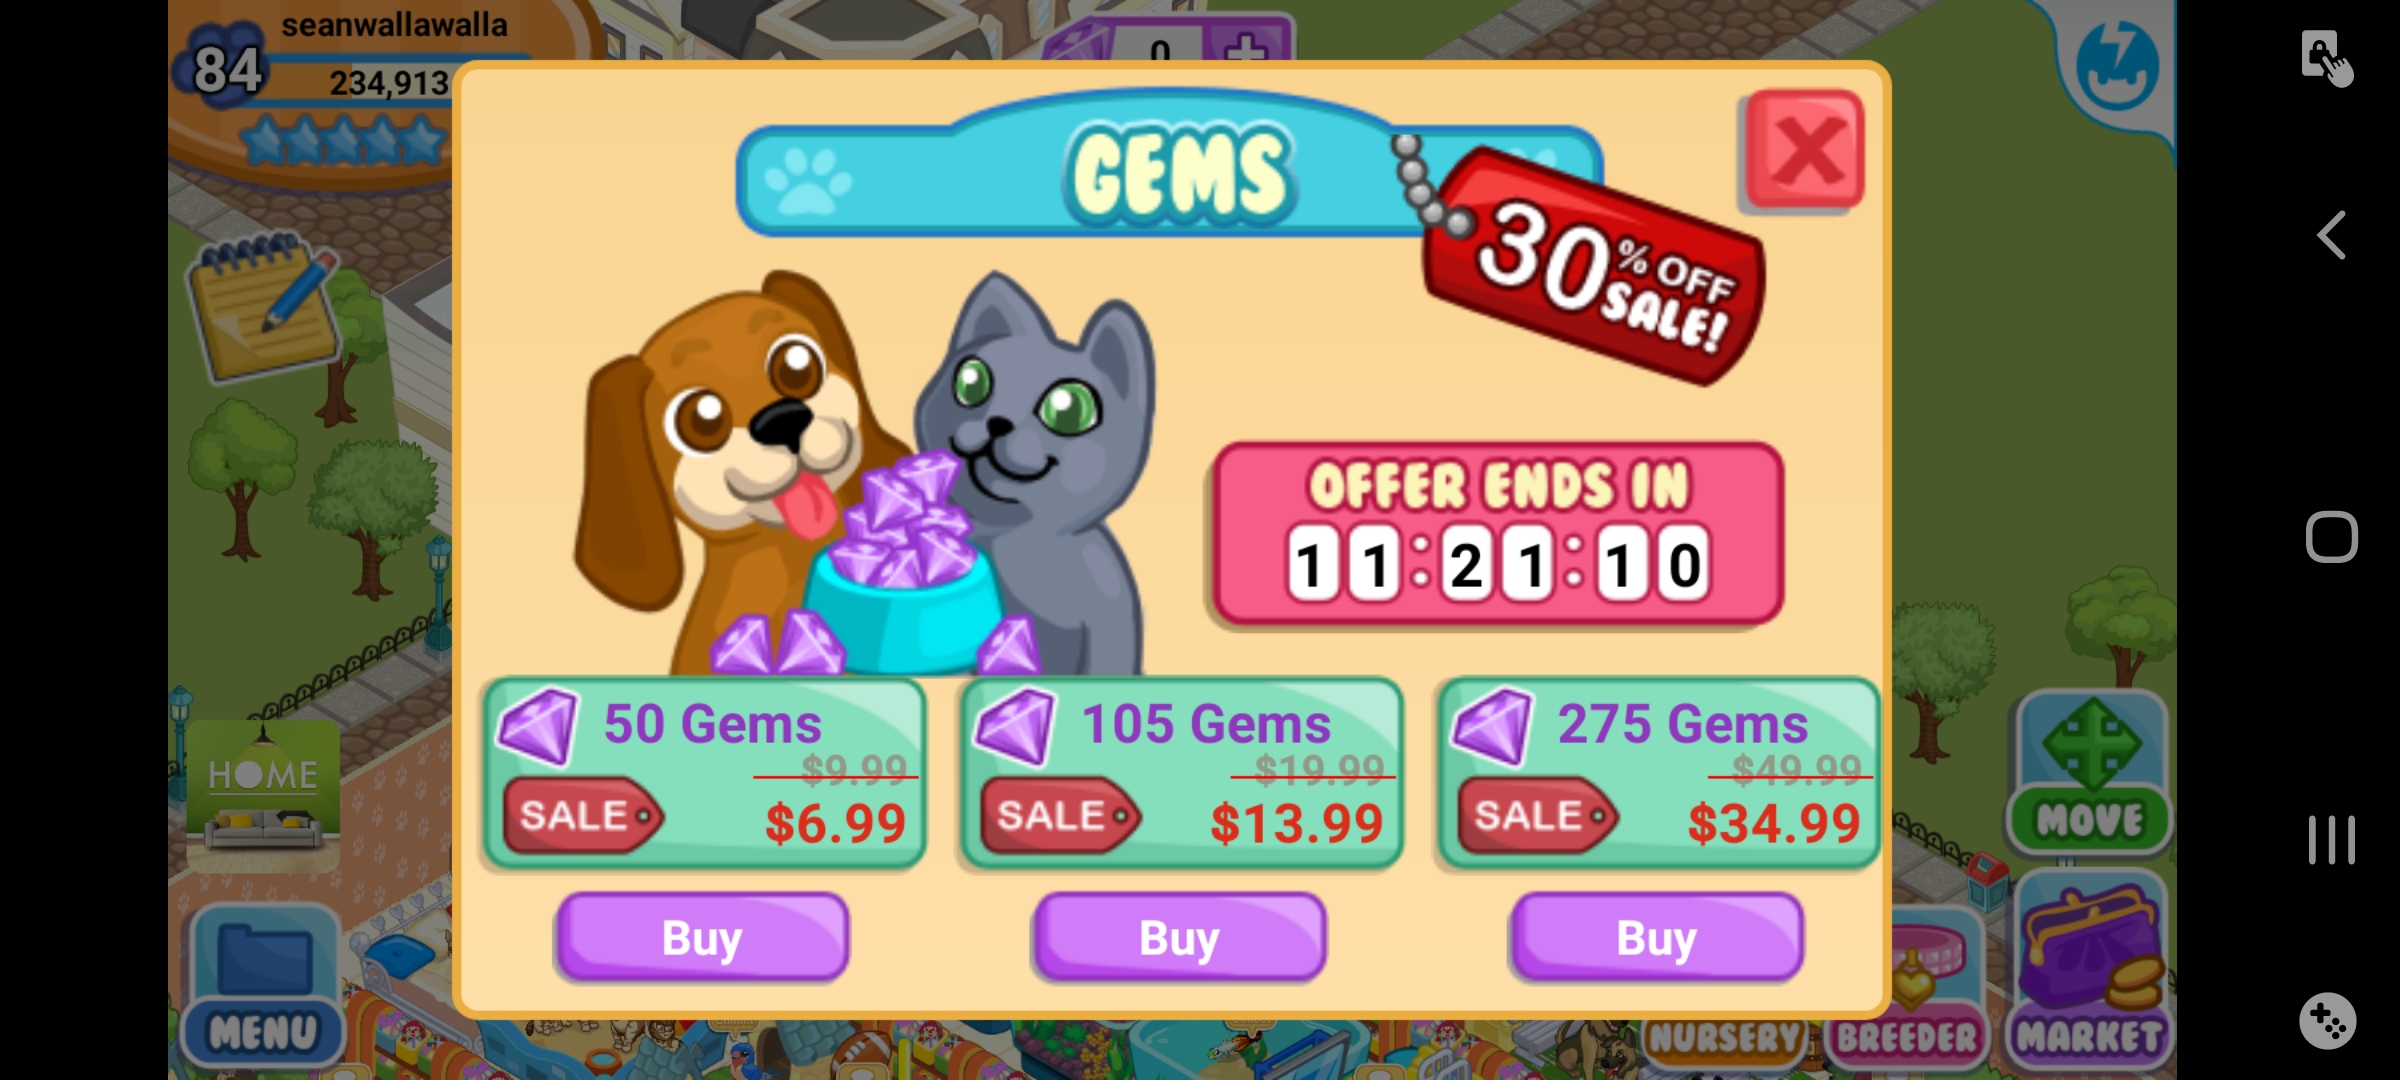 seanwallawalla
84
234,913
0
GEMS
30% OFF
SALE!
OFFER ENDS IN
11:21:10
50 Gems
$9.99
SALE
$6.99
105 Gems
$19.99
SALE
$13.99
275 Gems
$49.99
SALE
$34.99
Buy
Buy
Buy
HOME
MOVE
MENU
NURSERY
BREEDER
MARKET